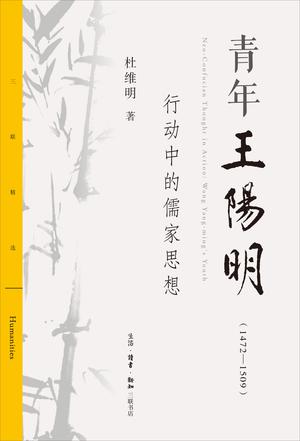 青年王陽明
(1472—1509)
Neo-Confucian Thought in Action: Wang Yang-ming's Youth
行动中的儒家思想
杜维明 著
三联精选
Humanities
生活·读书·新知
三联书店